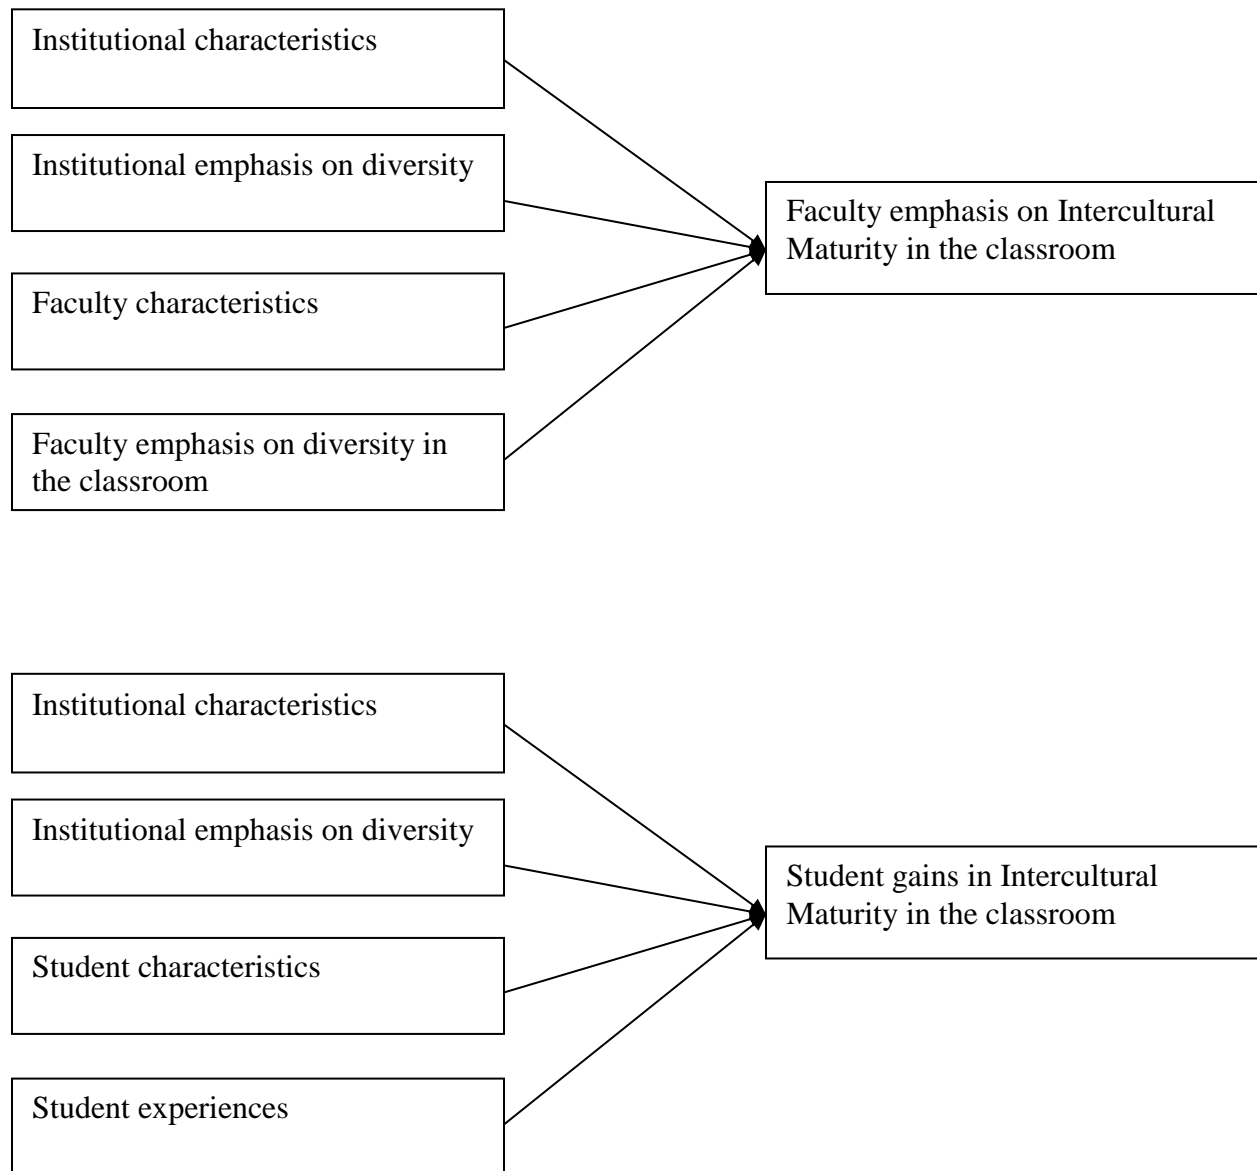 Institutional characteristics
Institutional emphasis on diversity
Faculty emphasis on Intercultural
Maturity in the classroom
Faculty characteristics
Faculty emphasis on diversity in
the classroom
Institutional characteristics
Institutional emphasis on diversity
Student gains in Intercultural
Maturity in the classroom
Student characteristics
Student experiences